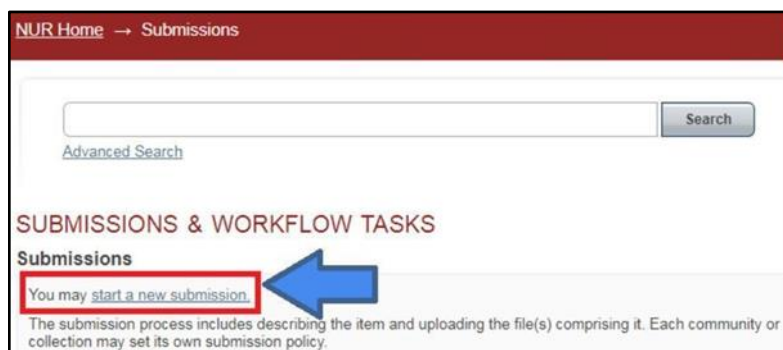 NUR Home → Submissions
Search
Advanced Search
SUBMISSIONS & WORKFLOW TASKS
Submissions
You may start a new submission.
The submission process includes describing the item and uploading the file(s) comprising it. Each community or
collection may set its own submission policy.